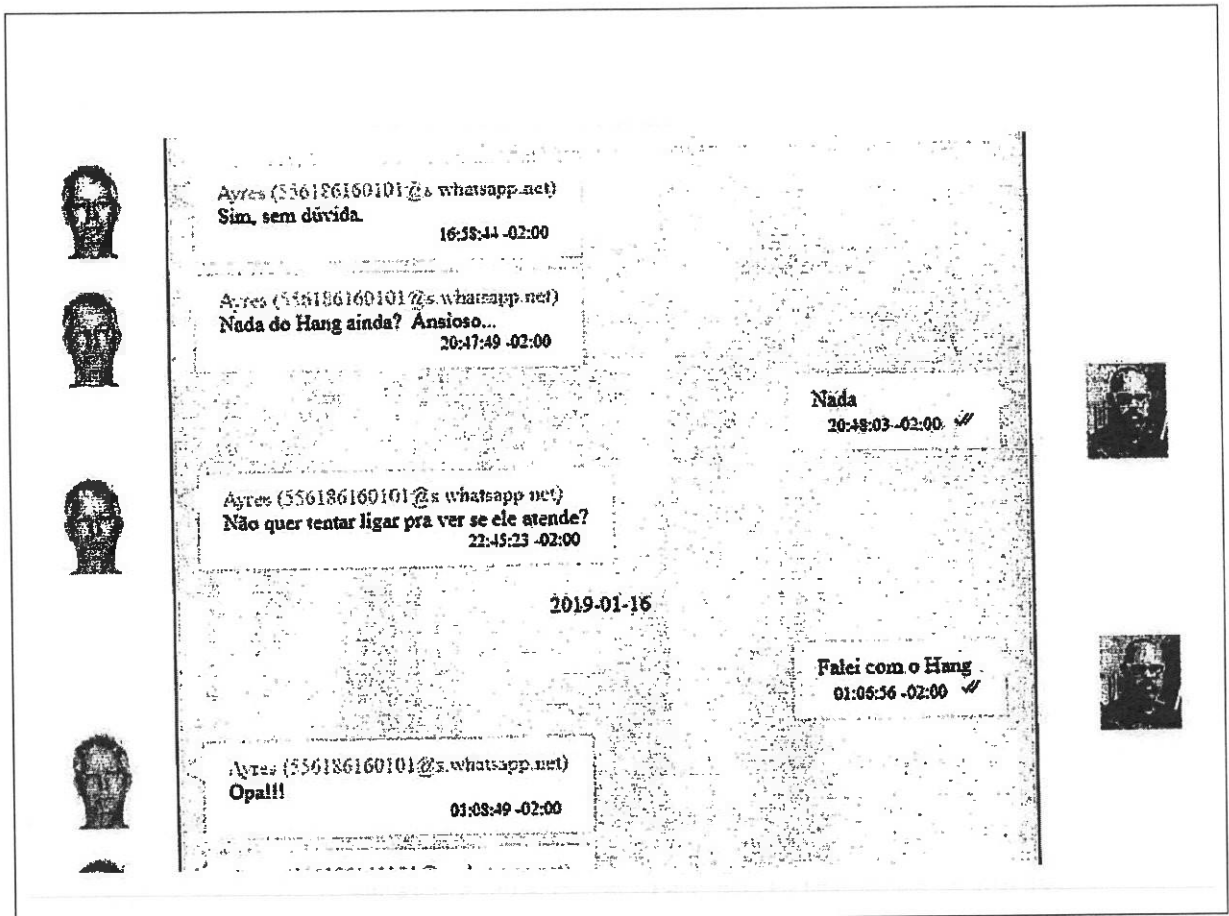 Ayres (556186160101@s.whatsapp.net)
Sim, sem dúvida.
16:58:44 -02:00
Ayres (556186160101@s.whatsapp.net)
Nada do Hang ainda? Ansioso...
20:47:49 -02:00
Nada
20:48:03 -02:00
Ayres (556186160101@s.whatsapp.net)
Não quer tentar ligar pra ver se ele atende?
22:45:23 -02:00
2019-01-16
Falei com o Hang
01:06:56 -02:00
Ayres (556186160101@s.whatsapp.net)
Opa!!!
01:08:49 -02:00